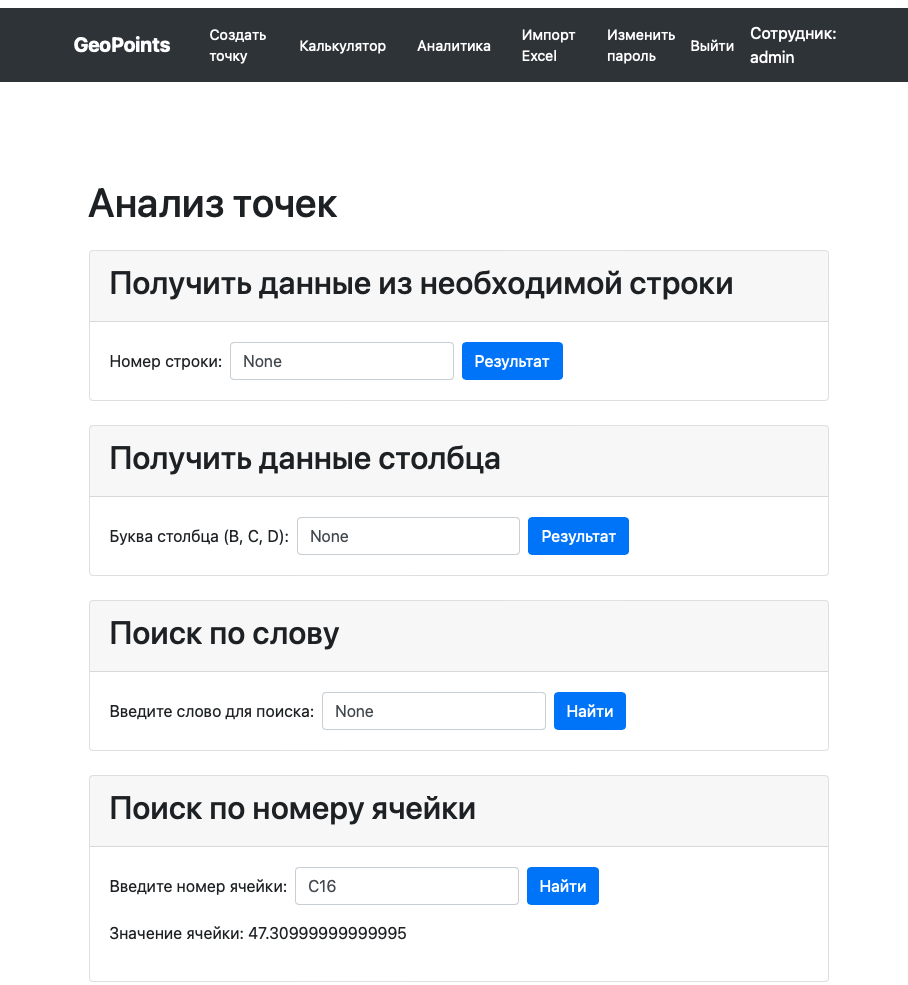 GeoPoints
Создать
точку
Калькулятор
Аналитика
Импорт
Excel
Изменить
пароль
Выйти
Сотрудник:
admin
Анализ точек
Получить данные из необходимой строки
Номер строки: None Результат
Получить данные столбца
Буква столбца (B, C, D): None Результат
Поиск по слову
Введите слово для поиска: None Найти
Поиск по номеру ячейки
Введите номер ячейки: C16 Найти
Значение ячейки: 47.30999999999995